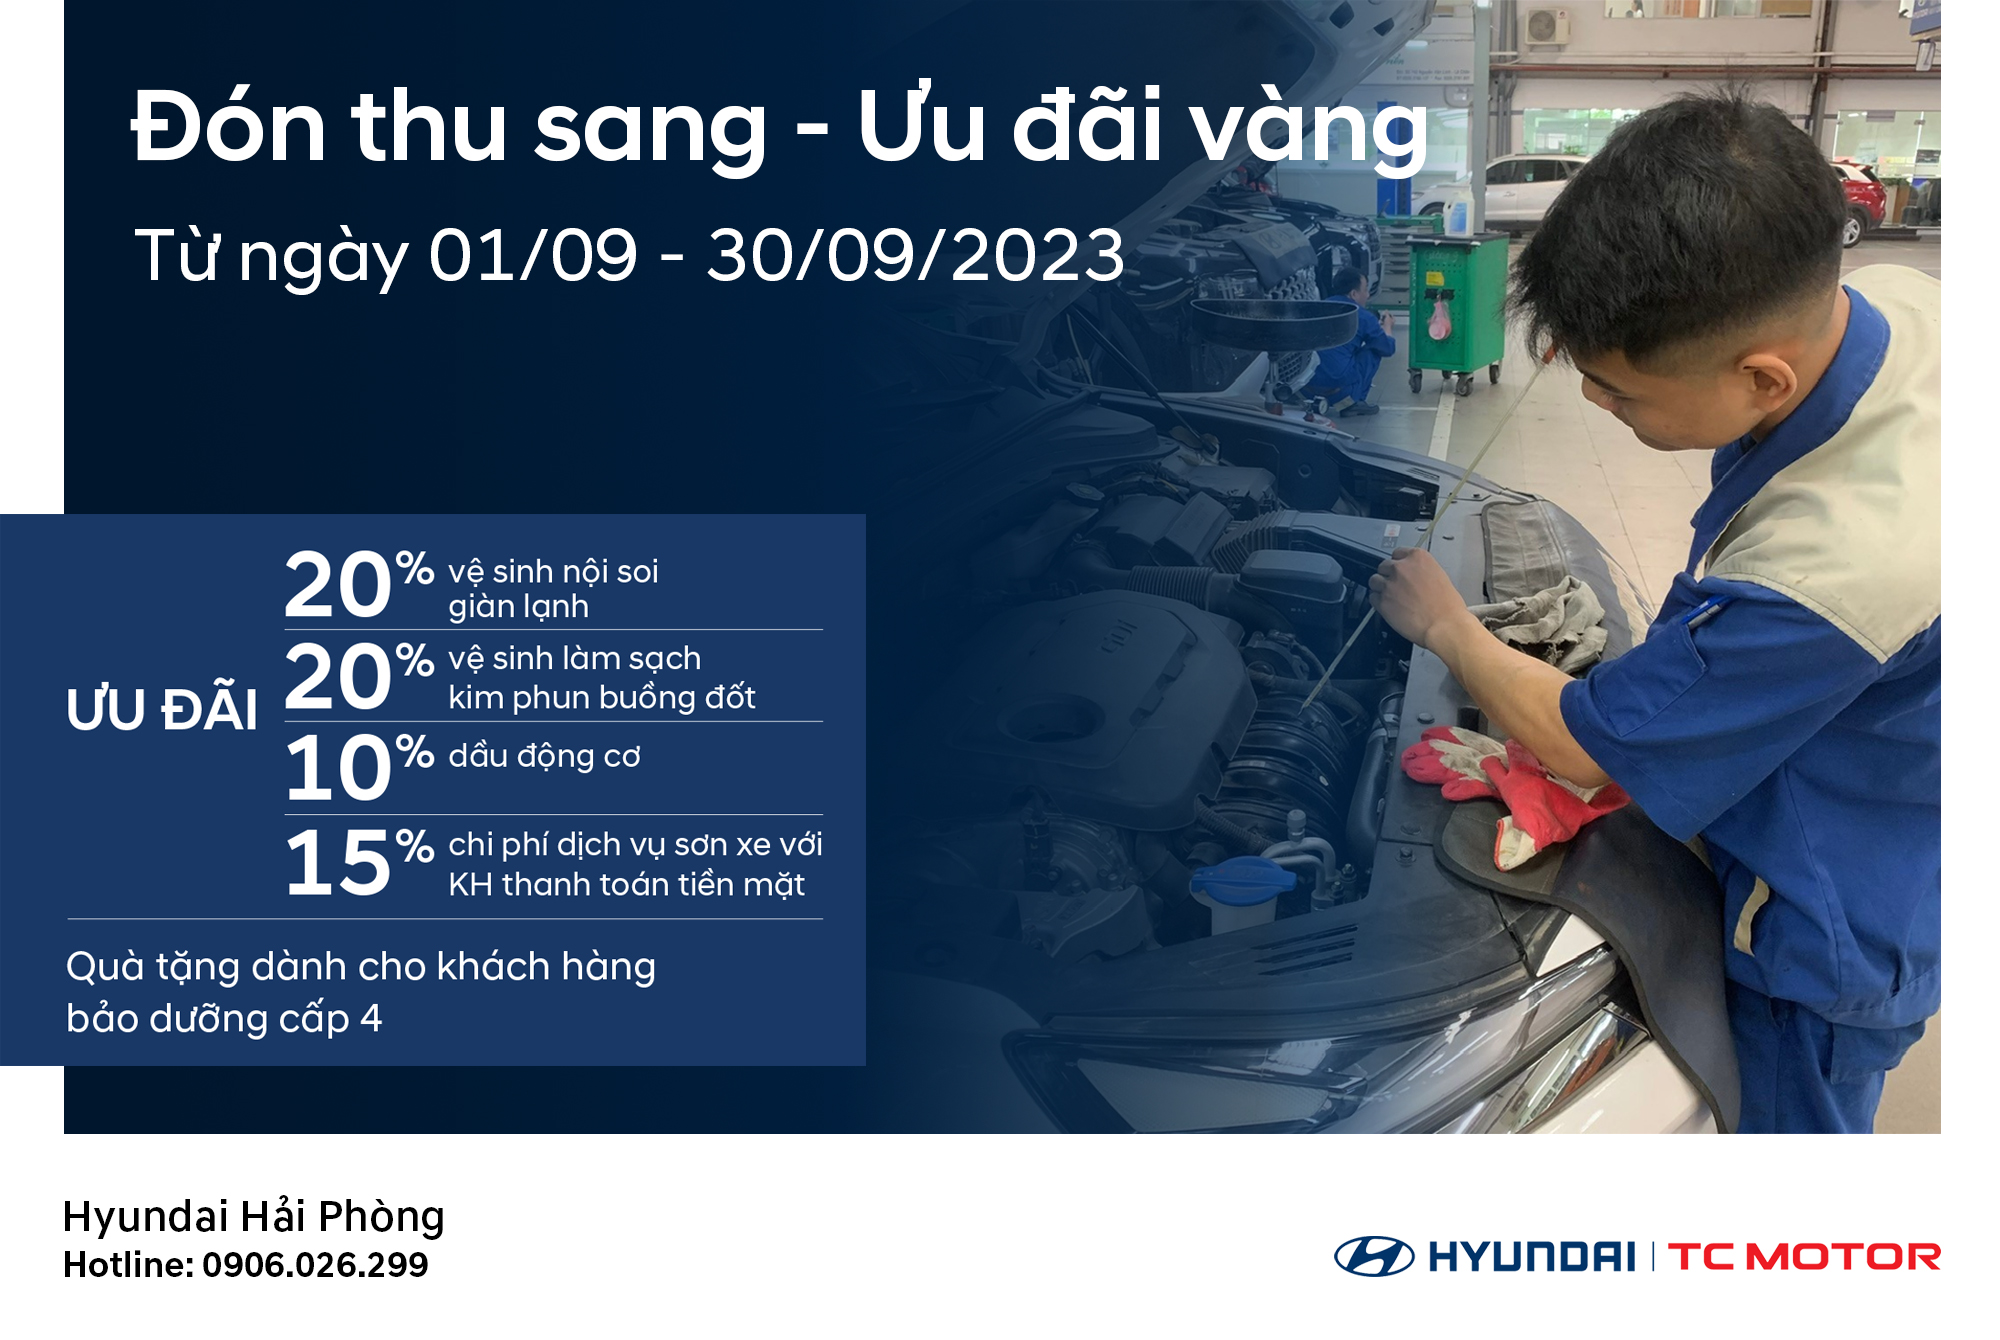 Đón thu sang - Ưu đãi vàng
Từ ngày 01/09 - 30/09/2023
ƯU ĐÃI
20% vệ sinh nội soi
giàn lạnh
20% vệ sinh làm sạch
kim phun buồng đốt
10% dầu động cơ
15% chi phí dịch vụ sơn xe với
KH thanh toán tiền mặt
Quà tặng dành cho khách hàng
bảo dưỡng cấp 4
Hyundai Hải Phòng
Hotline: 0906.026.299
HYUNDAI | TC MOTOR